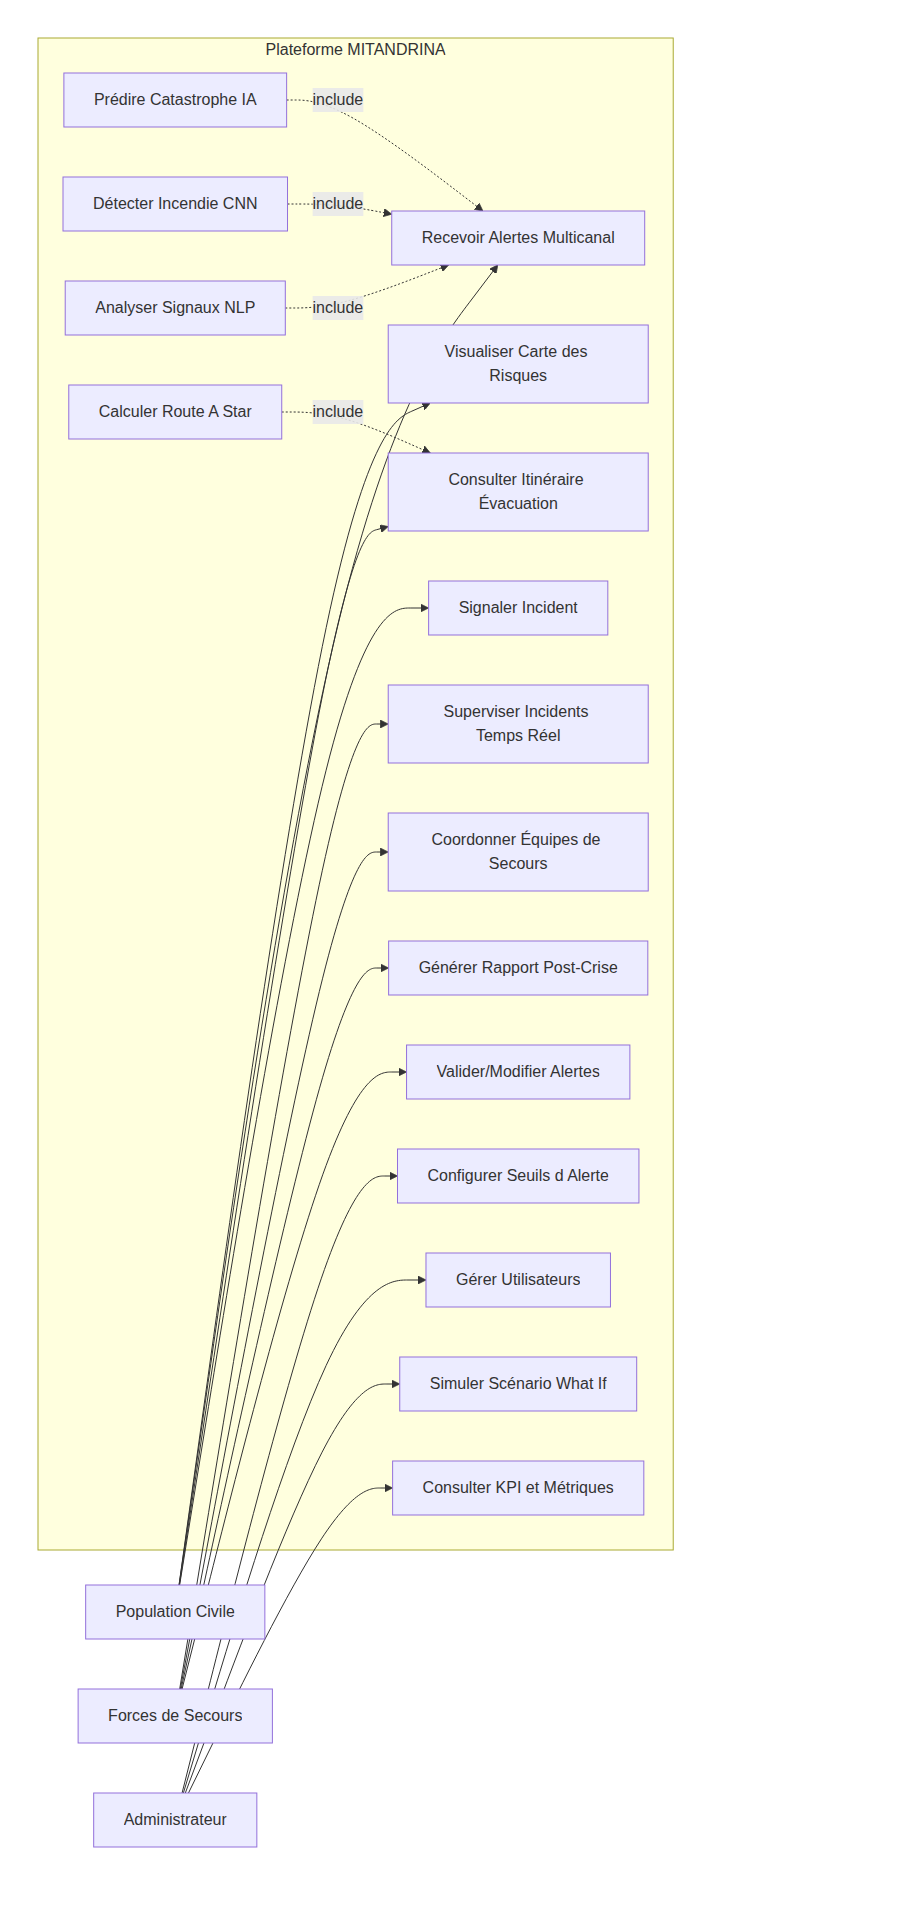 Plateforme MITANDRINA
Prédire Catastrophe IA
include
Détecter Incendie CNN
include
Recevoir Alertes Multicanal
Analyser Signaux NLP
include
Visualiser Carte des
Risques
Calculer Route A Star
include
Consulter Itinéraire
Évacuation
Signaler Incident
Superviser Incidents
Temps Réel
Coordonner Équipes de
Secours
Générer Rapport Post-Crise
Valider/Modifier Alertes
Configurer Seuils d Alerte
Gérer Utilisateurs
Simuler Scénario What If
Consulter KPI et Métriques
Population Civile
Forces de Secours
Administrateur